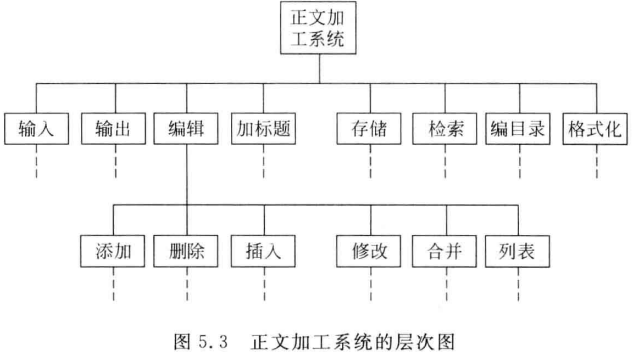 正文加
工系统
输入 输出 编辑 加标题 存储 检索 编目录 格式化
添加 删除 插入 修改 合并 列表
图 5.3 正文加工系统的层次图